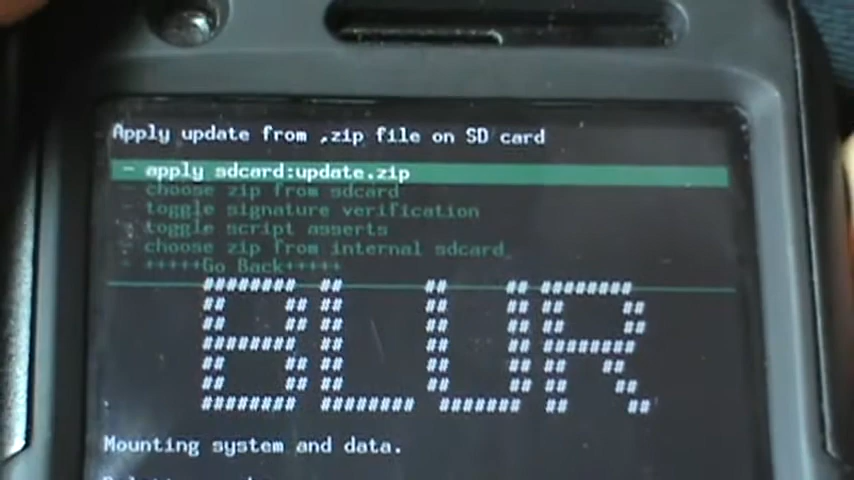 Apply update from .zip file on SD card
- apply sdcard:update.zip
- choose zip from sdcard
- toggle signature verification
- toggle script asserts
- choose zip from internal sdcard
- +++++Go Back+++++
BLUR
Mounting system and data.